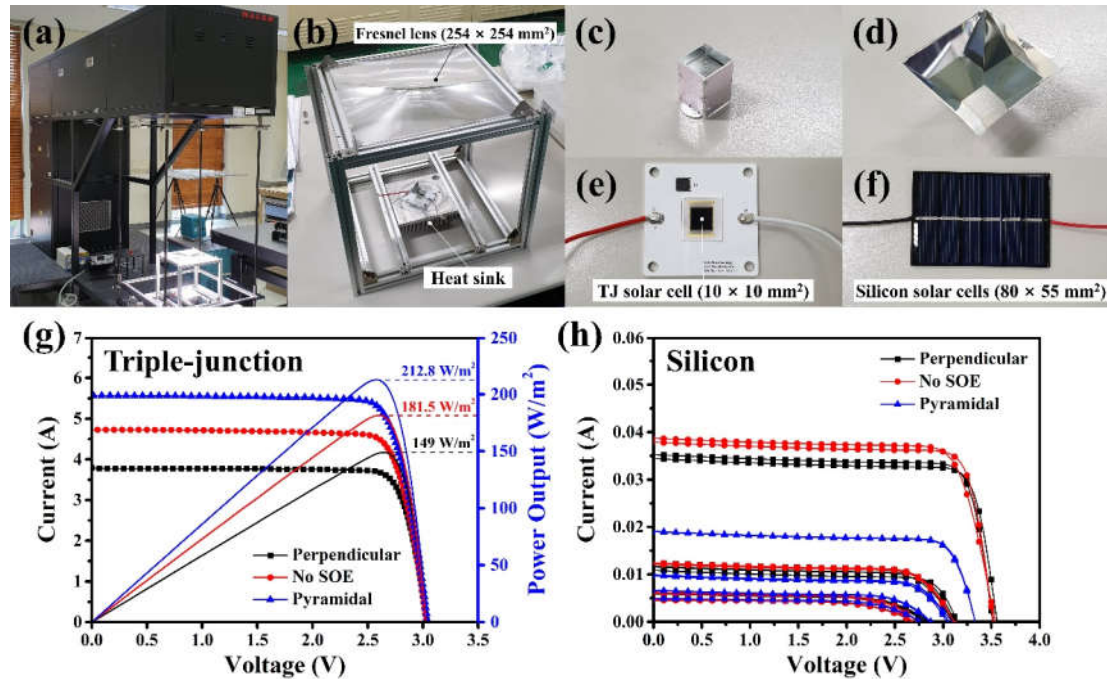 (a)
(b)
Fresnel lens (254 × 254 mm²)
Heat sink
(c)
(d)
(e)
TJ solar cell (10 × 10 mm²)
(f)
Silicon solar cells (80 × 55 mm²)
(g)
Triple-junction
7
6
5
4
3
2
1
0
Current (A)
250
200
150
100
50
0
Power Output (W/m²)
212.8 W/m²
181.5 W/m²
149 W/m²
Perpendicular
No SOE
Pyramidal
0.0 0.5 1.0 1.5 2.0 2.5 3.0 3.5
Voltage (V)
(h)
Silicon
0.06
0.05
0.04
0.03
0.02
0.01
0.00
Current (A)
Perpendicular
No SOE
Pyramidal
0.0 0.5 1.0 1.5 2.0 2.5 3.0 3.5 4.0
Voltage (V)